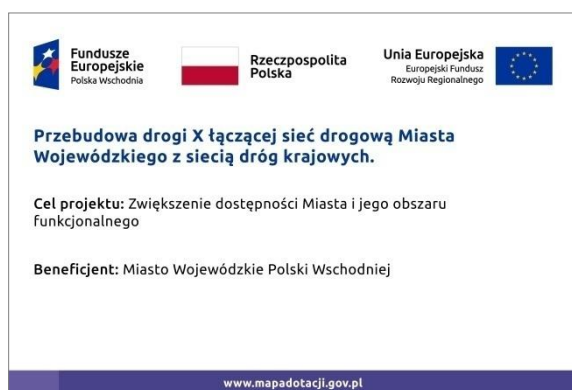 Fundusze
Europejskie
Polska Wschodnia
Rzeczpospolita
Polska
Unia Europejska
Europejski Fundusz
Rozwoju Regionalnego
Przebudowa drogi X łączącej sieć drogową Miasta
Wojewódzkiego z siecią dróg krajowych.
Cel projektu: Zwiększenie dostępności Miasta i jego obszaru
funkcjonalnego
Beneficjent: Miasto Wojewódzkie Polski Wschodniej
www.mapadotacji.gov.pl